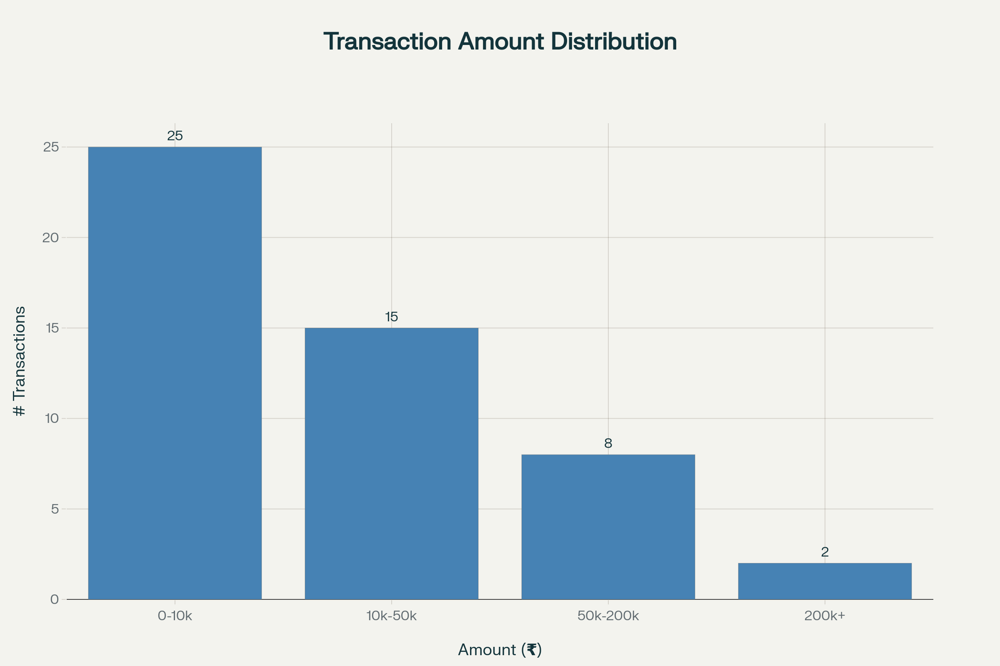 Transaction Amount Distribution
# Transactions
25
20
15
10
5
0
25
15
8
2
0-10k
10k-50k
50k-200k
200k+
Amount (₹)